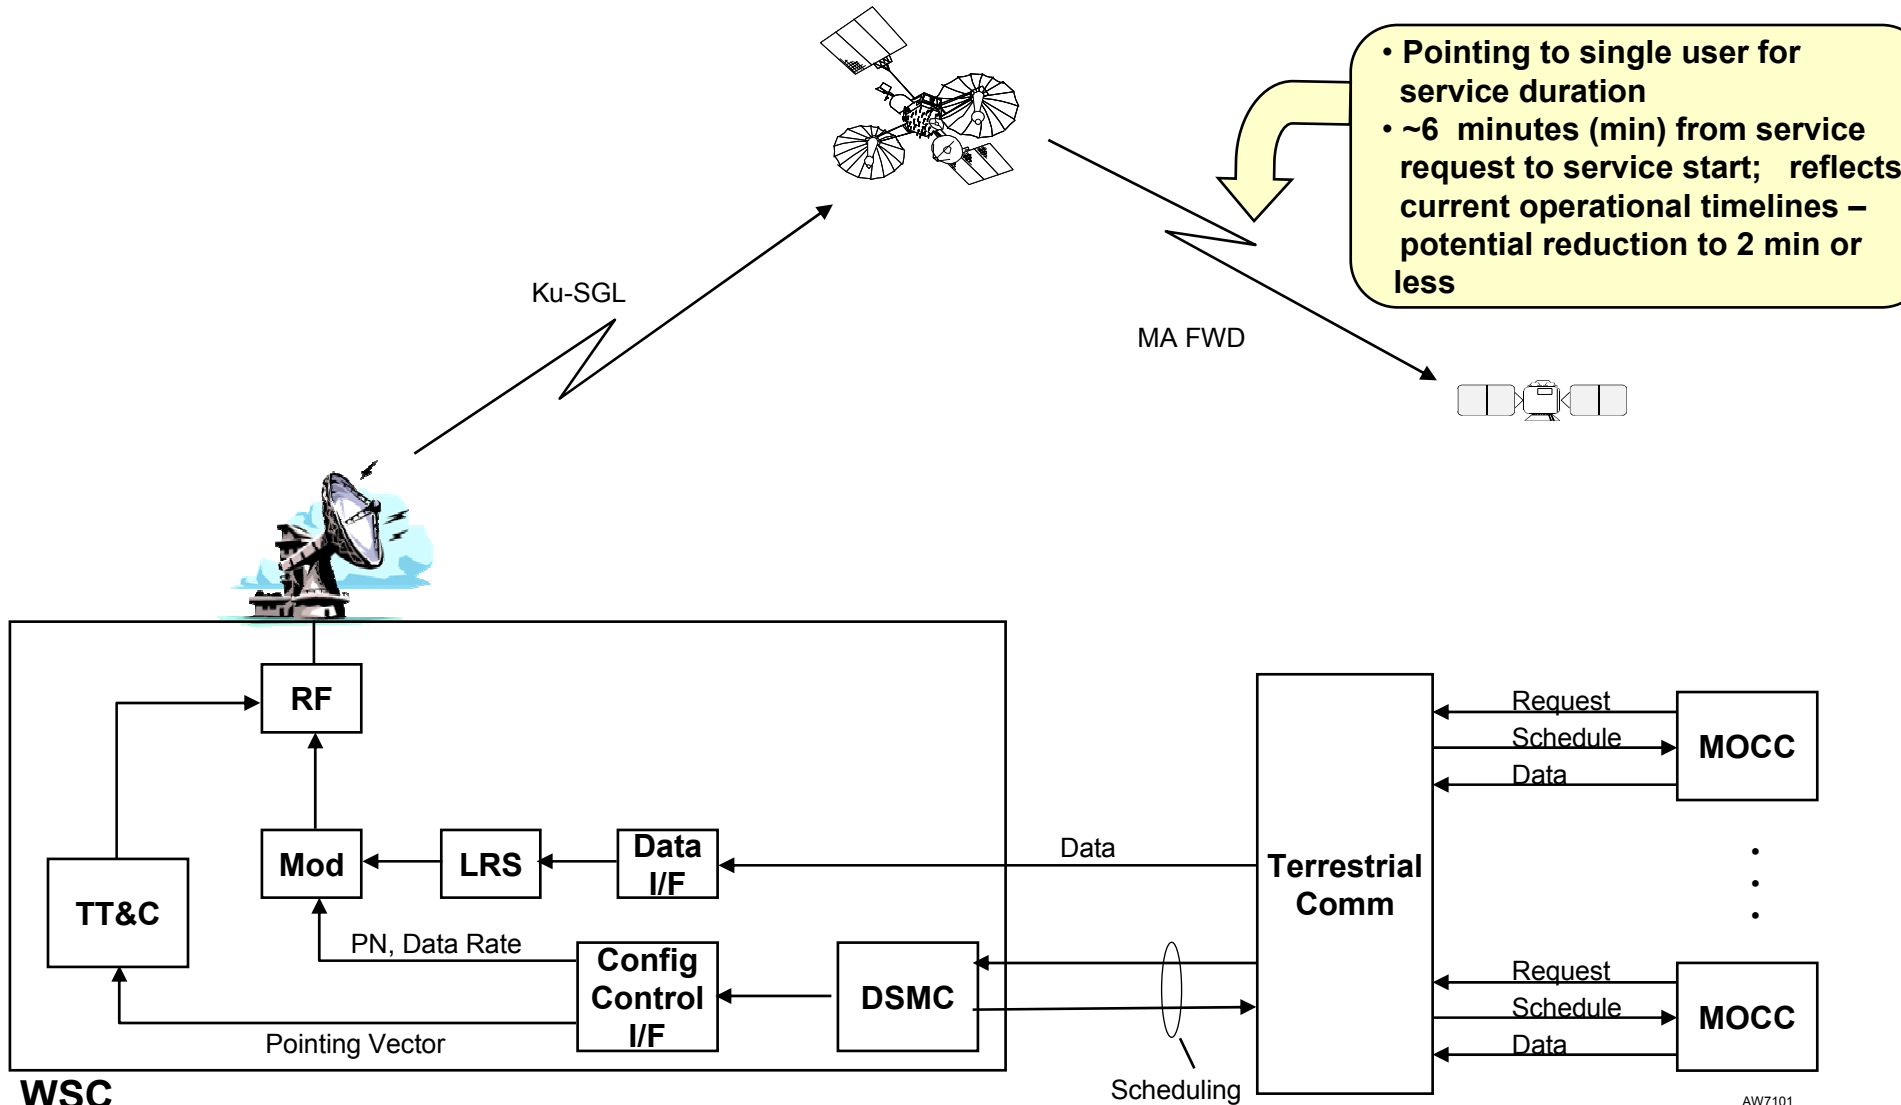 • Pointing to single user for
service duration
• ~6 minutes (min) from service
request to service start; reflects
current operational timelines –
potential reduction to 2 min or
less
Ku-SGL
MA FWD
RF
Request
Schedule
MOCC
Data
Mod
LRS
Data
I/F
Data
Terrestrial
Comm
TT&C
PN, Data Rate
Config
Control
I/F
DSMC
Request
Schedule
MOCC
Data
Pointing Vector
Scheduling
WSC
AW7101